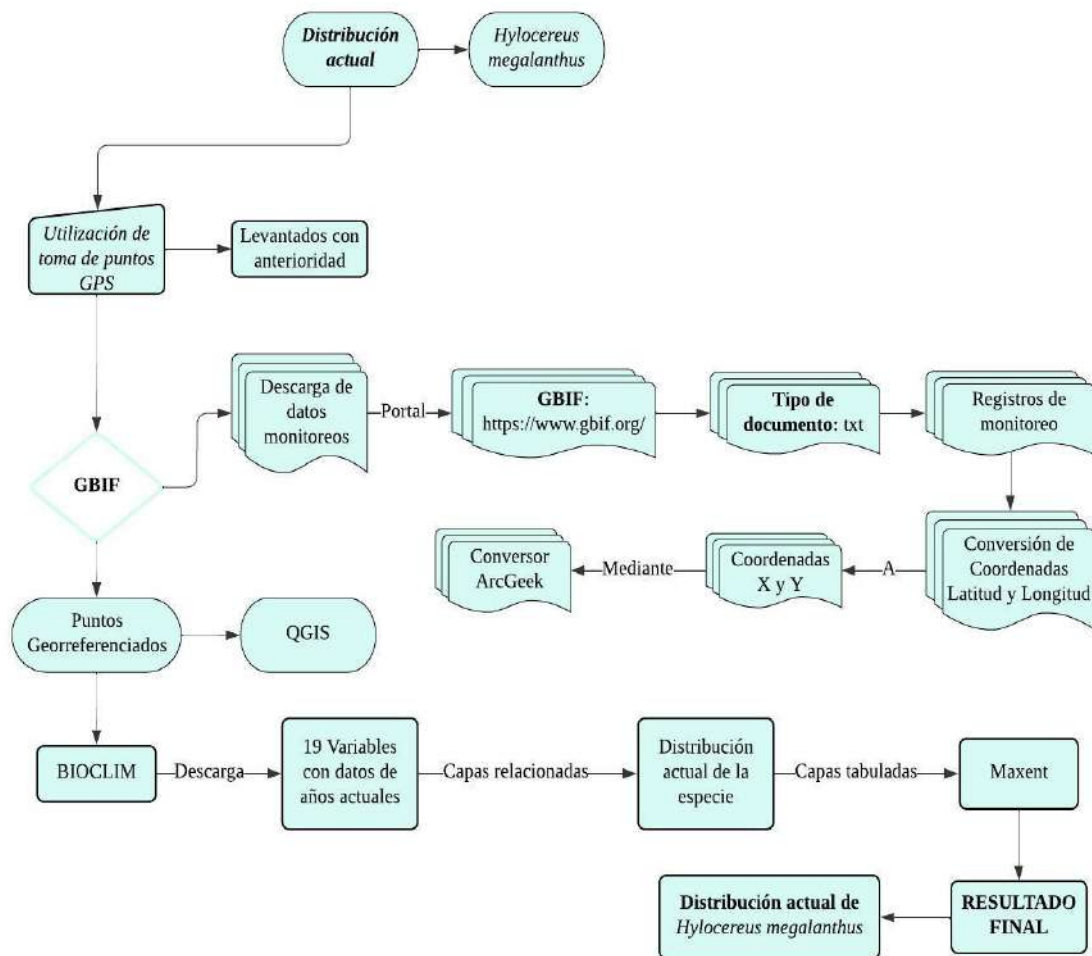 Distribución
actual
Hylocereus
megalanthus
Utilización de
toma de puntos
GPS
Levantados con
anterioridad
Descarga de
datos
monitoreos
Portal
GBIF:
https://www.gbif.org/
Tipo de
documento: txt
Registros de
monitoreo
GBIF
Conversor
ArcGeek
Mediante
Coordenadas
X y Y
A
Conversión de
Coordenadas
Latitud y Longitud
Puntos
Georreferenciados
QGIS
BIOCLIM
Descarga
19 Variables
con datos de
años actuales
Capas relacionadas
Distribución
actual de la
especie
Capas tabuladas
Maxent
Distribución actual de
Hylocereus megalanthus
RESULTADO
FINAL